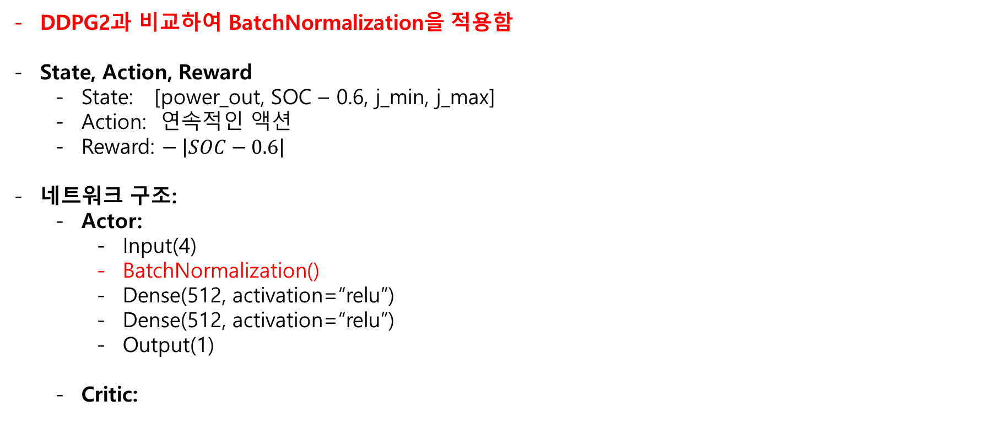 - DDPG2과 비교하여 BatchNormalization을 적용함
- State, Action, Reward
- State: [power_out, SOC – 0.6, j_min, j_max]
- Action: 연속적인 액션
- Reward: − |𝑆𝑂𝐶 − 0.6|
- 네트워크 구조:
- Actor:
- Input(4)
- BatchNormalization()
- Dense(512, activation=“relu”)
- Dense(512, activation=“relu”)
- Output(1)
- Critic: